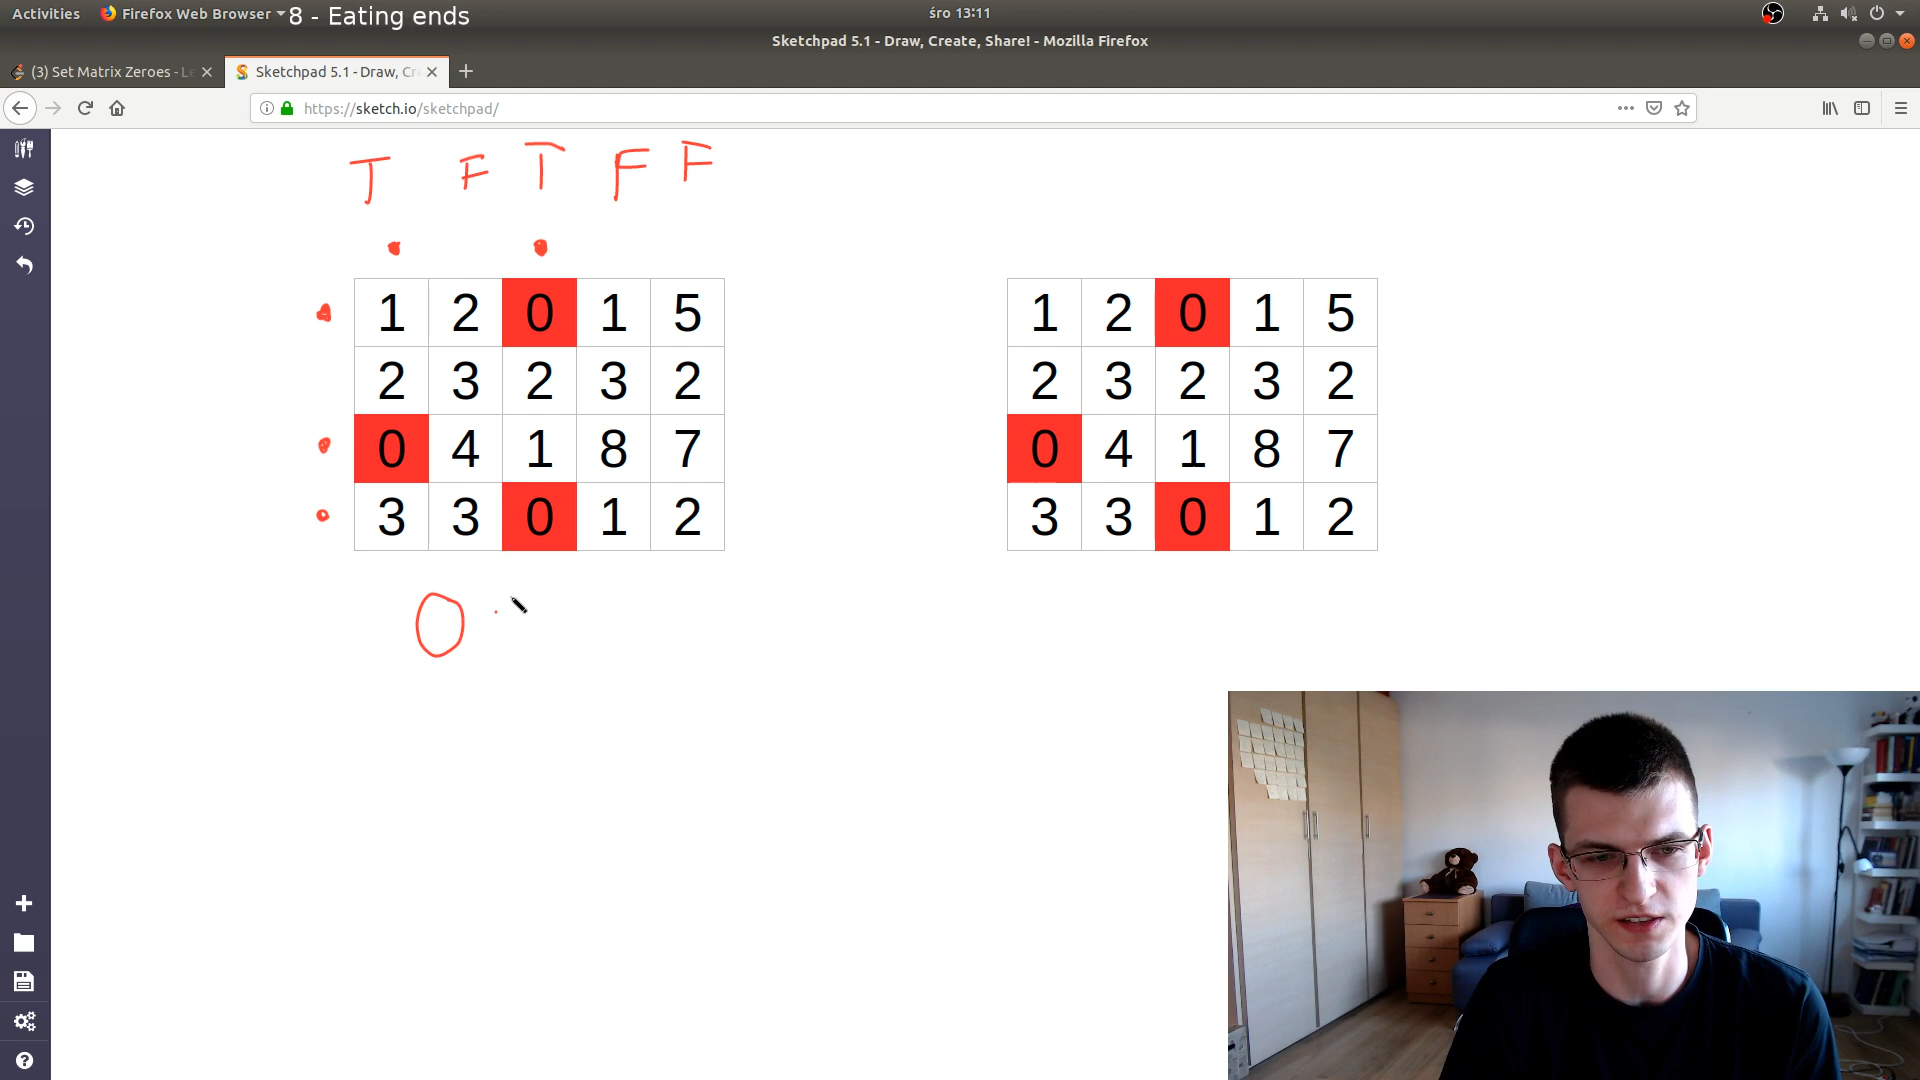 Activities Firefox Web Browser 8 - Eating ends śro 13:11
Sketchpad 5.1 - Draw, Create, Share! - Mozilla Firefox
(3) Set Matrix Zeroes - Le Sketchpad 5.1 - Draw, Cr
https://sketch.io/sketchpad/
T F T F F
1 2 0 1 5 1 2 0 1 5
2 3 2 3 2 2 3 2 3 2
0 4 1 8 7 0 4 1 8 7
3 3 0 1 2 3 3 0 1 2
O